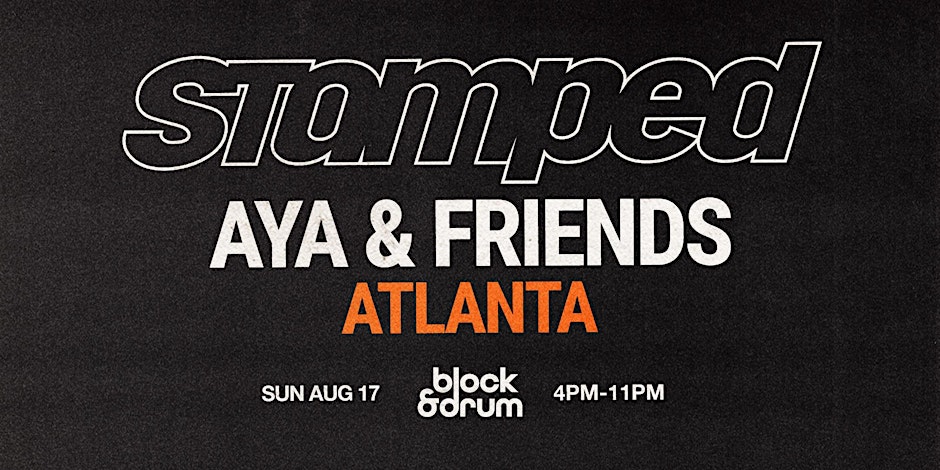 STamped
AYA & FRIENDS
ATLANTA
SUN AUG 17
block
&drum
4PM-11PM